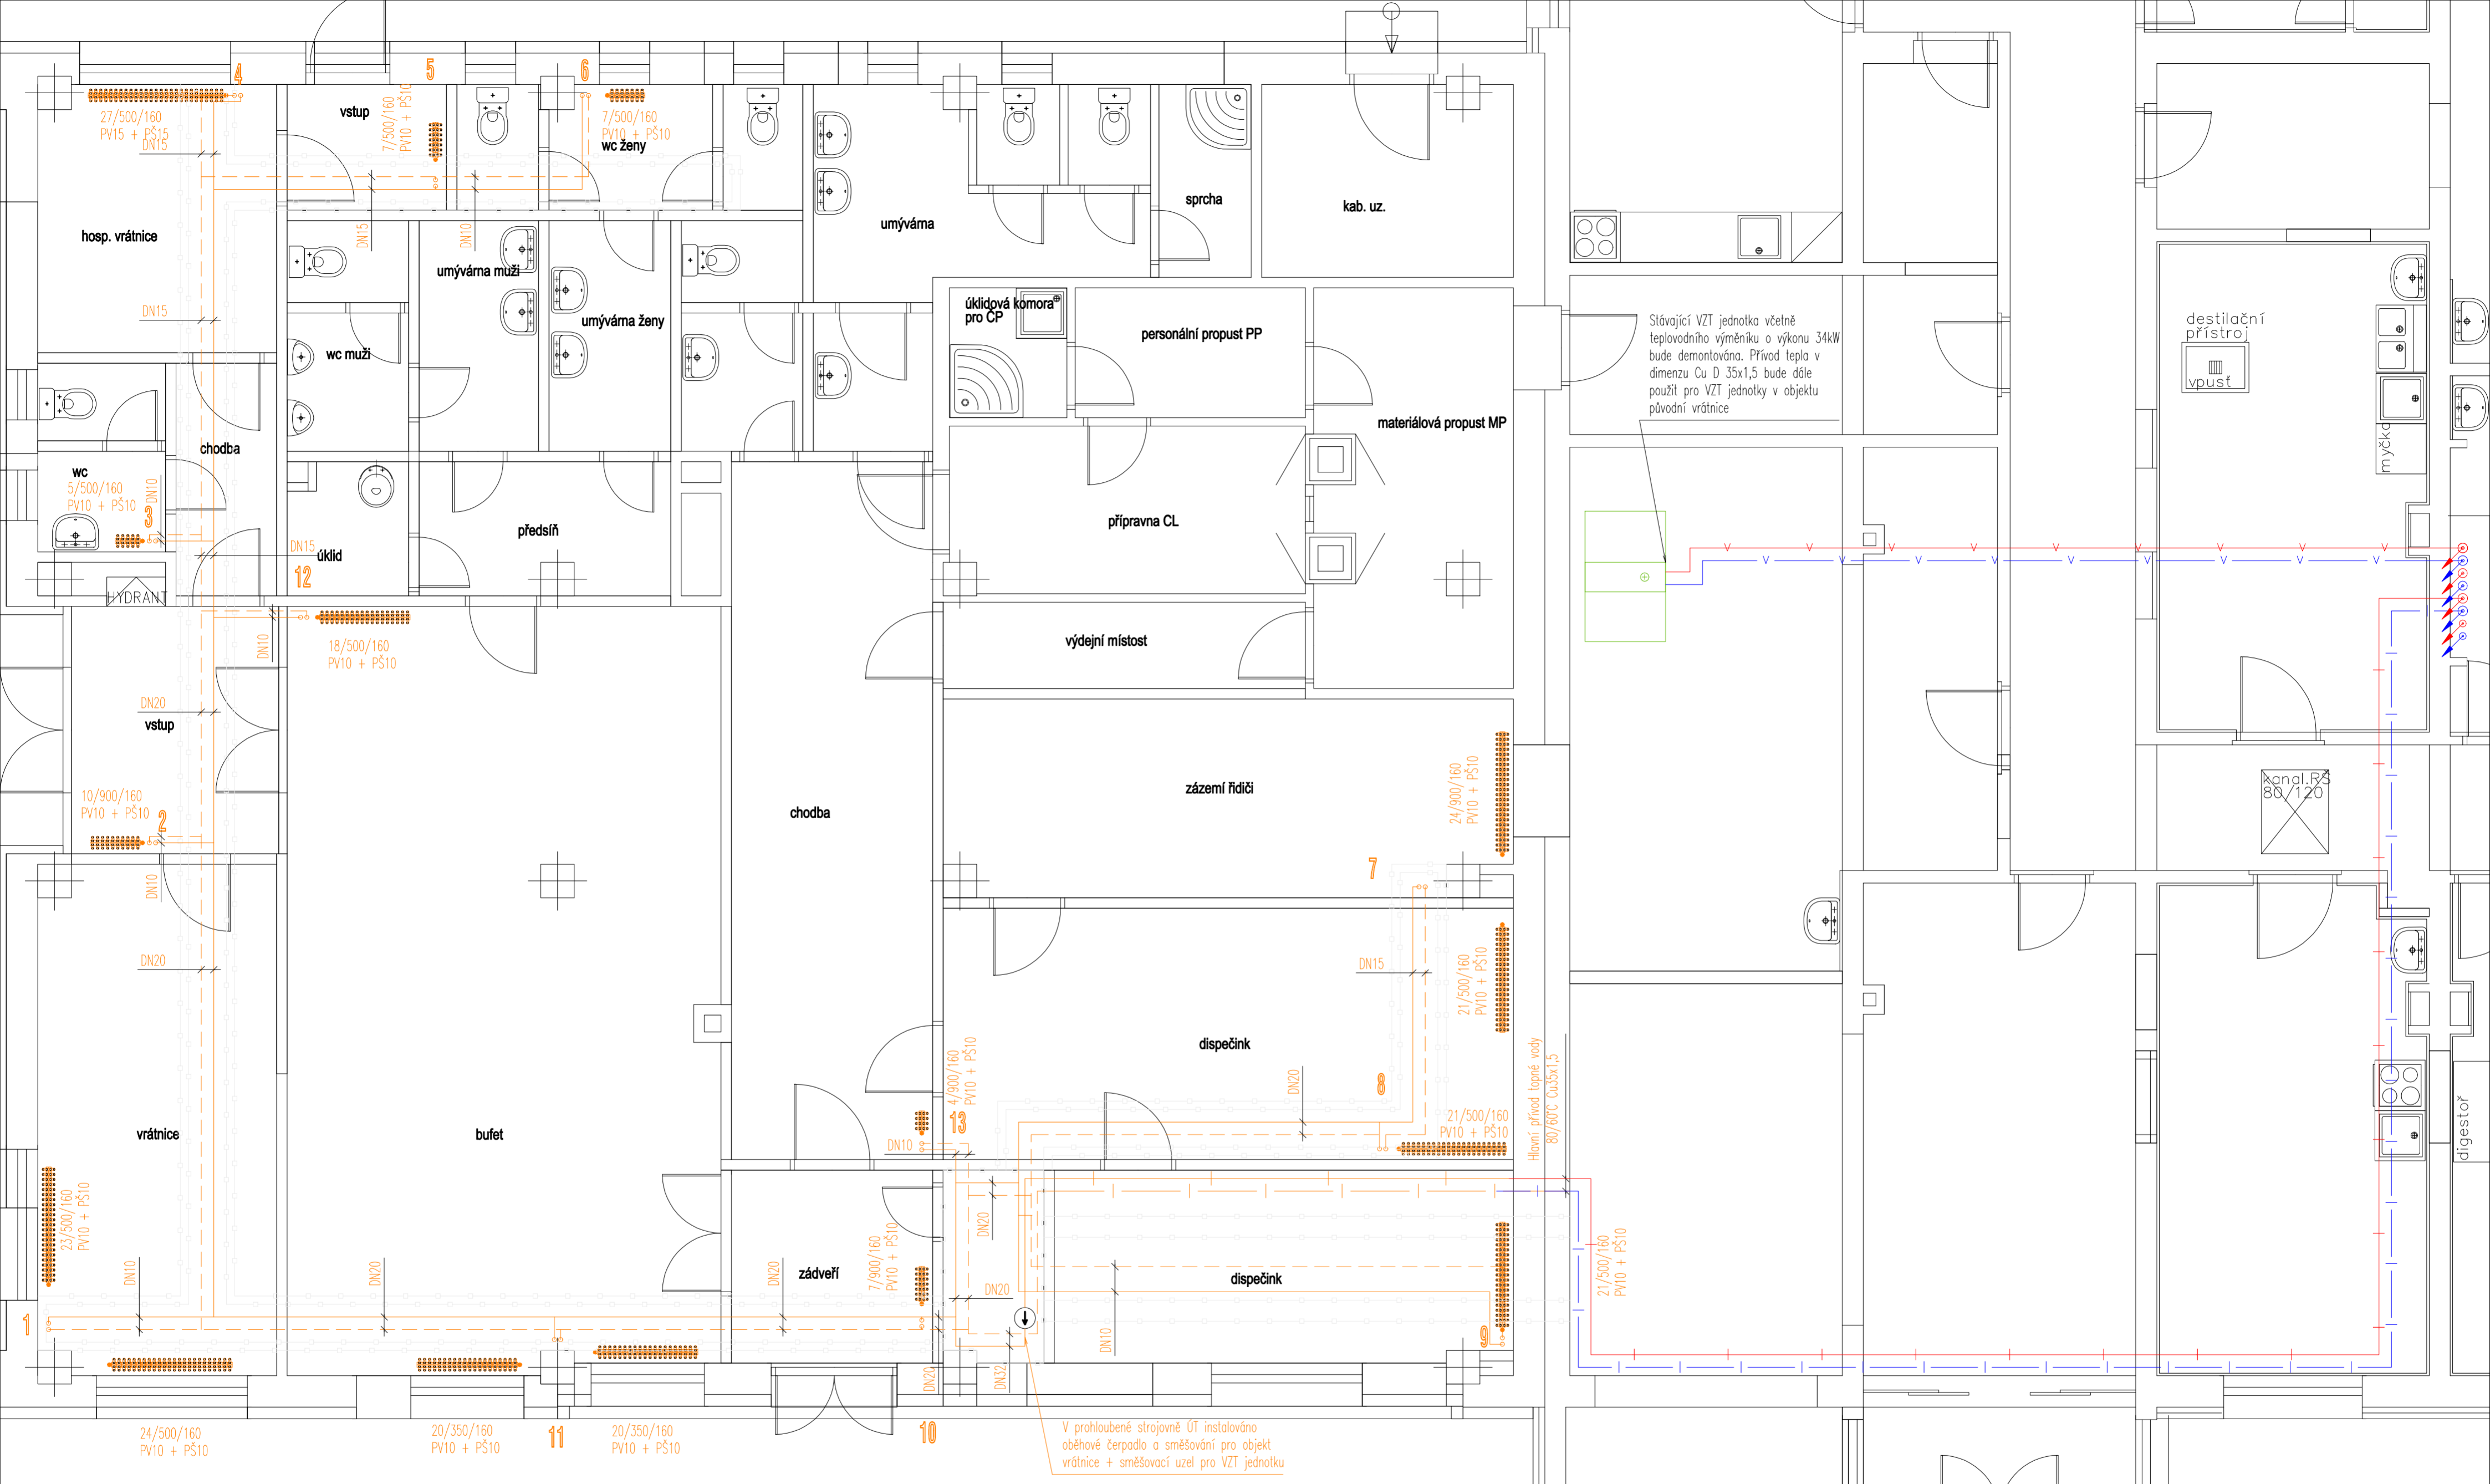 4
5
6
27/500/160
PV15 + PŠ15
DN15
vstup
7/500/160
PV10 + PŠ10
7/500/160
PV10 + PŠ10
wc ženy
hosp. vrátnice
DN15
DN10
umývárna
sprcha
kab. uz.
umývárna muži
umývárna ženy
wc muži
DN15
úklidová komora
pro ČP
personální propust PP
materiálová propust MP
Stávající VZT jednotka včetně
teplovodního výměníku o výkonu 34kW
bude demontována. Přívod tepla v
dimenzu Cu D 35x1,5 bude dále
použit pro VZT jednotky v objektu
původní vrátnice
destilační
přístroj
vpusť
myčka
chodba
wc
5/500/160
PV10 + PŠ10
DN10
3
DN15
úklid
12
předsíň
přípravna CL
HYDRANT
DN10
18/500/160
PV10 + PŠ10
výdejní místost
DN20
vstup
10/900/160
PV10 + PŠ10
2
DN10
zázemí řidiči
24/900/160
PV10 + PŠ10
kanal.RŠ
80/120
chodba
7
DN20
DN15
21/500/160
PV10 + PŠ10
dispečink
4/900/160
PV10 + PŠ10
13
DN10
DN20
8
21/500/160
PV10 + PŠ10
Hlavní přívod topné vody
80/60°C Cu35x1,5
digestoř
vrátnice
bufet
23/500/160
PV10 + PŠ10
DN10
DN20
DN20
zádveří
7/900/160
PV10 + PŠ10
DN20
DN20
dispečink
21/500/160
PV10 + PŠ10
1
DN10
9
DN20
DN32
24/500/160
PV10 + PŠ10
20/350/160
PV10 + PŠ10
11
20/350/160
PV10 + PŠ10
10
V prohloubené strojovně ÚT instalováno
oběhové čerpadlo a směšování pro objekt
vrátnice + směšovací uzel pro VZT jednotku